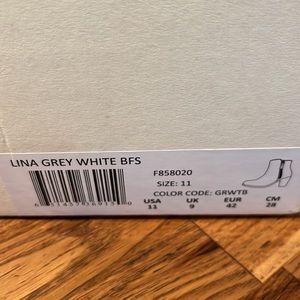 LINA GREY WHITE BFS
F858020
SIZE: 11
COLOR CODE: GRWTB
USA UK EUR CM
11 9 42 28